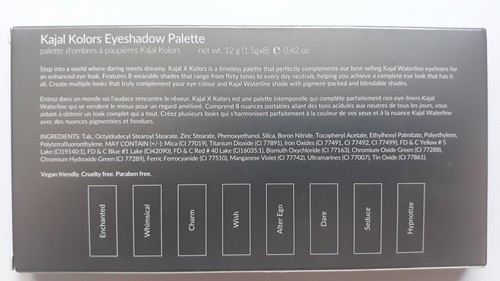 Kajal Kolors Eyeshadow Palette
palette d'ombres à paupières Kajal Kolors net wt. 12 g (1.5gx8) ℮ 0.42 oz.
Step into a world where daring meets dreamy. Kajal X Kolors is a timeless palette that perfectly complements our best-selling Kajal Waterline eyeliners for
an enhanced eye look. Features 8 wearable shades that range from flirty tones to every day neutrals, helping you achieve a complete eye look that has it
all. Create multiple looks that truly complement your eye colour and Kajal Waterline shade with pigment-packed and blendable shades.
Entrez dans un monde où l'audace rencontre le rêveur. Kajal X Kolors est une palette intemporelle qui complète parfaitement nos eye-liners Kajal
Waterline qui se vendent le mieux pour un regard amélioré. Comprend 8 nuances portables allant des tons acidulés aux neutres de tous les jours, vous
aidant à obtenir un look complet qui a tout. Créez plusieurs looks qui s'harmonisent parfaitement à la couleur de vos yeux et à la nuance Kajal Waterline
avec des nuances pigmentées et fondues.
INGREDIENTS: Talc, Octyldodecyl Stearoyl Stearate, Zinc Stearate, Phenoxyethanol, Silica, Boron Nitride, Tocopheryl Acetate, Ethylhexyl Palmitate, Polyethylene,
Polytetrafluoroethylene. MAY CONTAIN (+/-): Mica (CI 77019), Titanium Dioxide (CI 77891), Iron Oxides (CI 77491, CI 77492, CI 77499), FD & C Yellow # 5
Lake (CI19140:1), FD & C Blue #1 Lake (CI42090), FD & C Red # 40 Lake (CI16035:1), Bismuth Oxychloride (CI 77163), Chromium Oxide Green (CI 77288),
Chromium Hydroxide Green (CI 77289), Ferric Ferrocyanide (CI 77510), Manganese Violet (CI 77742), Ultramarines (CI 77007), Tin Oxide (CI 77861).
Vegan friendly. Cruelty free. Paraben free.
Enchanted
Whimsical
Charm
Wish
Alter Ego
Dare
Seduce
Hypnotize